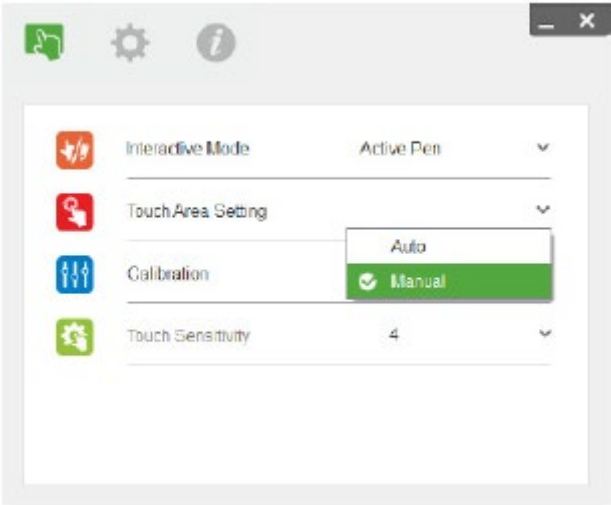 Interactive Mode Active Pen
Touch Area Setting
Auto
Calibration
Manual
Touch Sensitivity 4